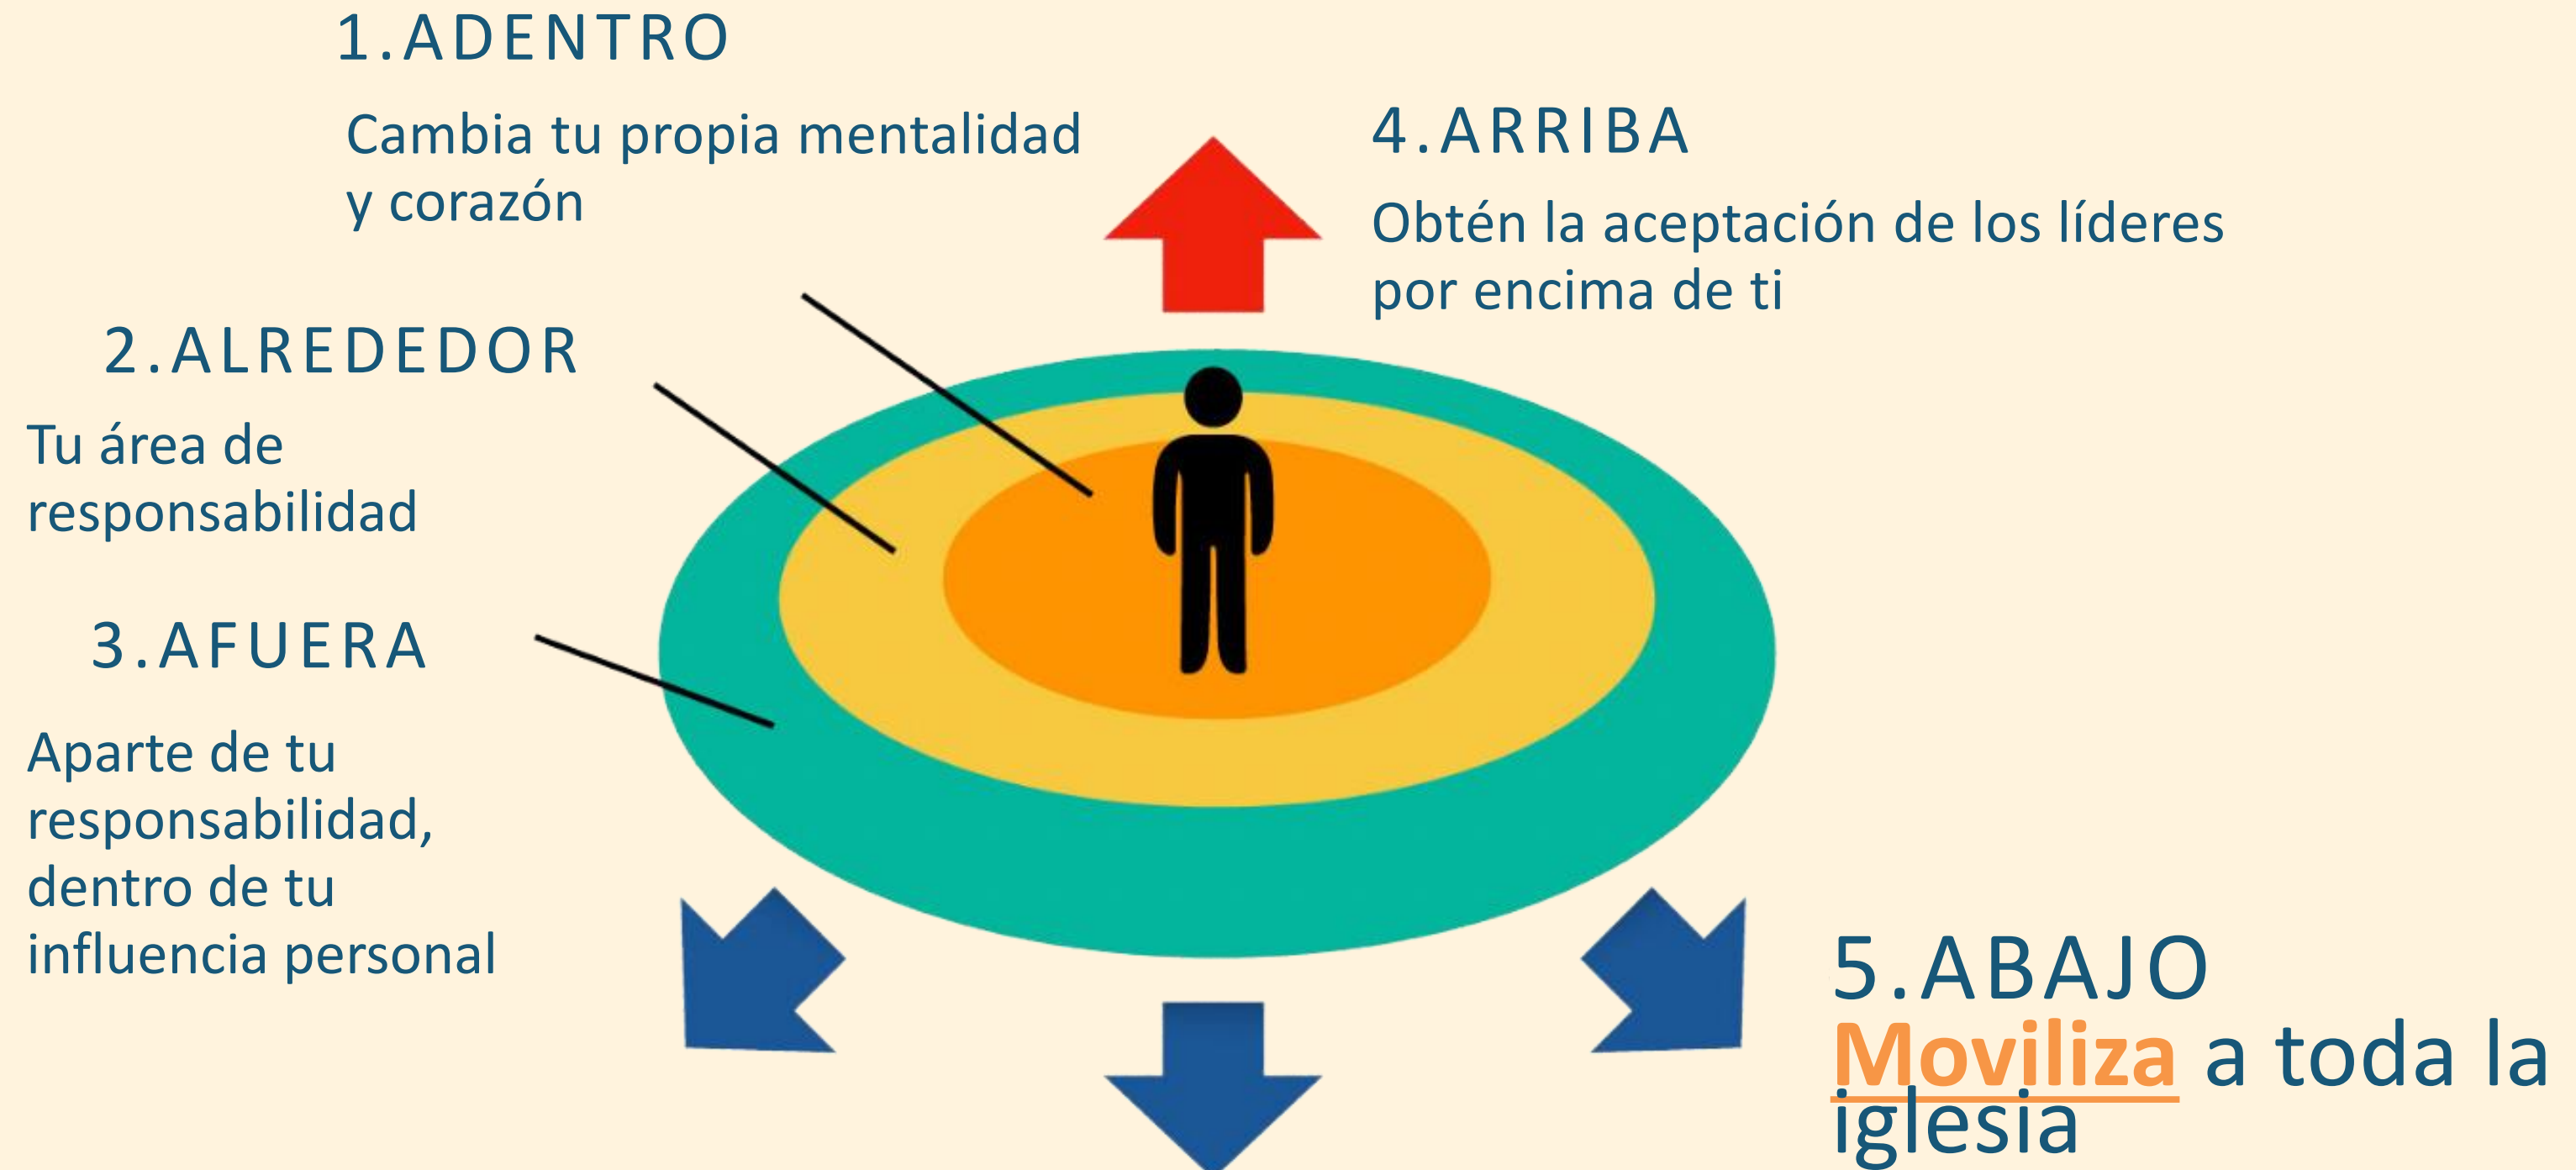 1.ADENTRO
Cambia tu propia mentalidad
y corazón
2.ALREDEDOR
Tu área de
responsabilidad
3.AFUERA
Aparte de tu
responsabilidad,
dentro de tu
influencia personal
4.ARRIBA
Obtén la aceptación de los líderes
por encima de ti
5.ABAJO
Moviliza a toda la
iglesia